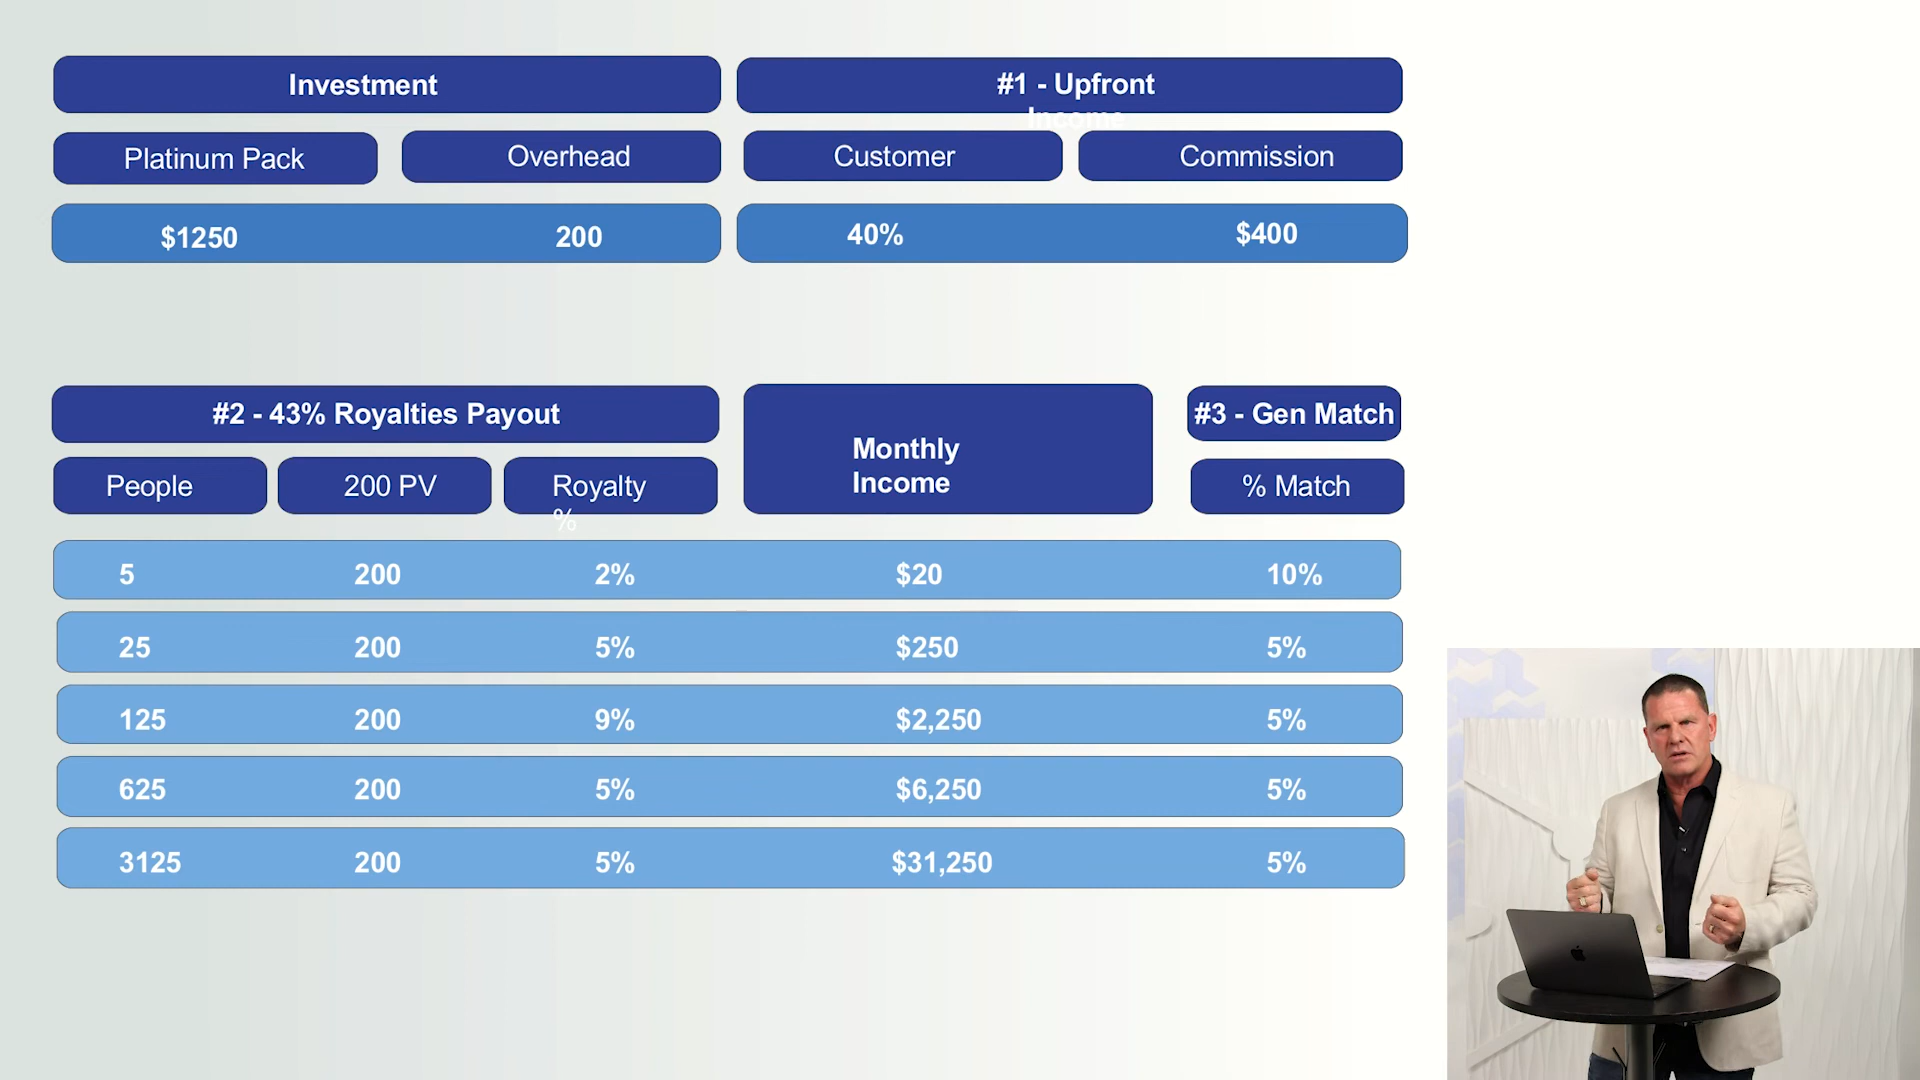 Investment
#1 - Upfront
Income
Platinum Pack
Overhead
Customer
Commission
$1250
200
40%
$400
#2 - 43% Royalties Payout
Monthly
Income
#3 - Gen Match
People
200 PV
Royalty
%
% Match
5
200
2%
$20
10%
25
200
5%
$250
5%
125
200
9%
$2,250
5%
625
200
5%
$6,250
5%
3125
200
5%
$31,250
5%